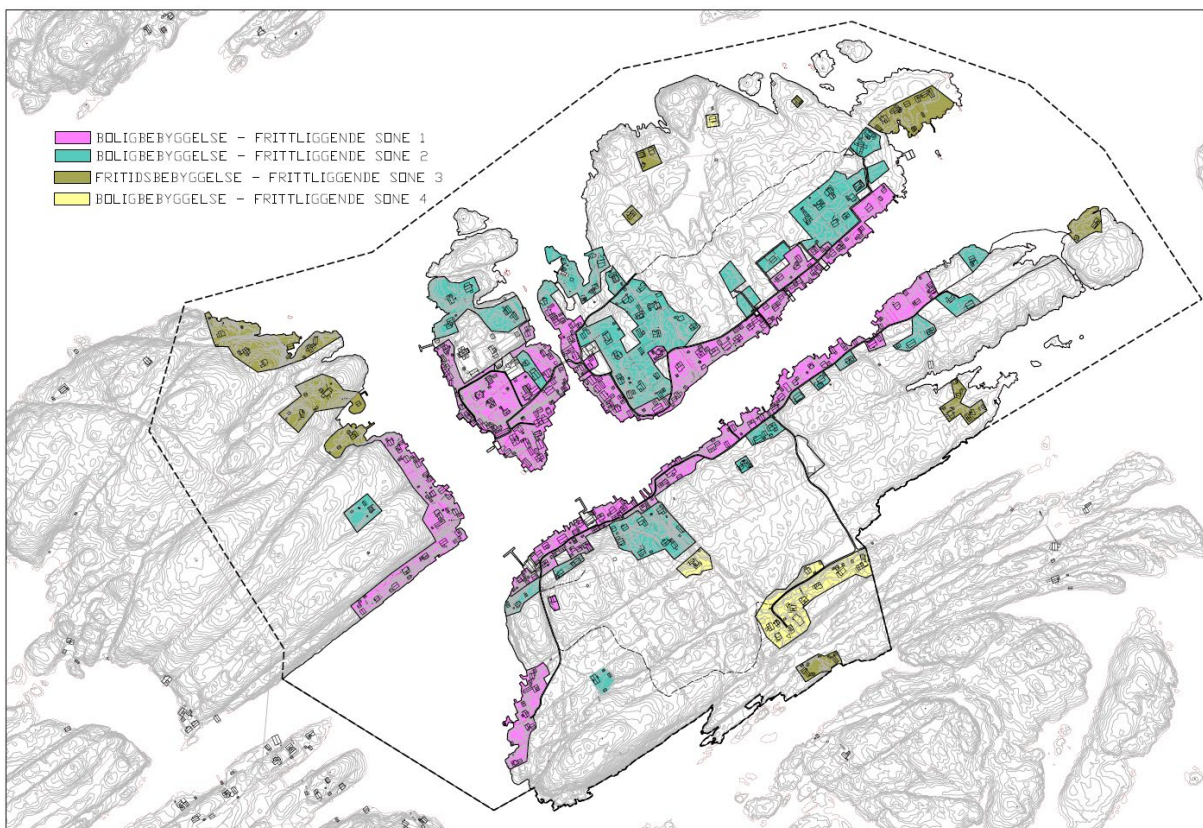 BOLIGBEBYGGELSE - FRITTLIGGENDE SONE 1
BOLIGBEBYGGELSE - FRITTLIGGENDE SONE 2
FRITIDSBEBYGGELSE - FRITTLIGGENDE SONE 3
BOLIGBEBYGGELSE - FRITTLIGGENDE SONE 4